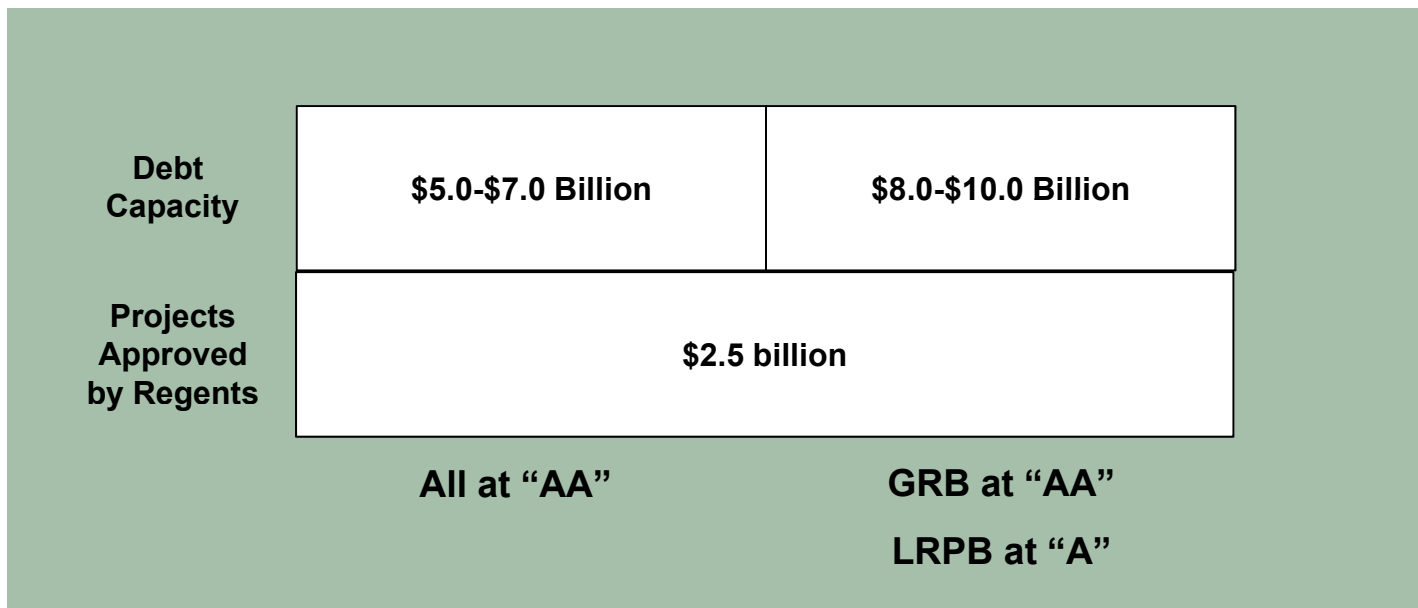 Debt
Capacity
$5.0-$7.0 Billion
$8.0-$10.0 Billion
Projects
Approved
by Regents
$2.5 billion
All at “AA”
GRB at “AA”
LRPB at “A”